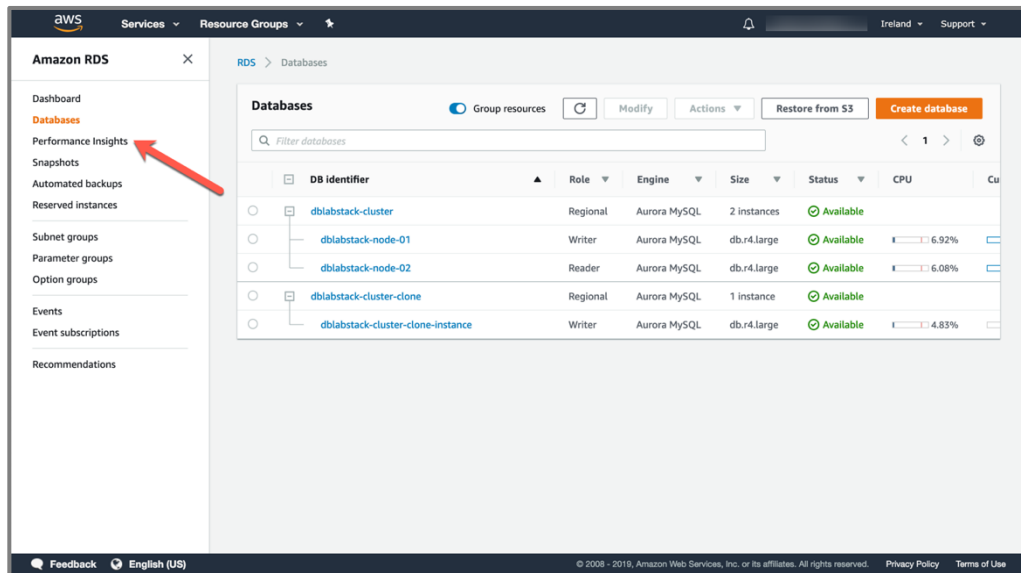 aws Services Resource Groups Ireland Support
Amazon RDS
Dashboard
Databases
Performance Insights
Snapshots
Automated backups
Reserved instances
Subnet groups
Parameter groups
Option groups
Events
Event subscriptions
Recommendations
RDS > Databases
Databases Group resources Modify Actions Restore from S3 Create database
Filter databases 1
DB identifier Role Engine Size Status CPU Cu
dblabstack-cluster Regional Aurora MySQL 2 instances Available
dblabstack-node-01 Writer Aurora MySQL db.r4.large Available 6.92%
dblabstack-node-02 Reader Aurora MySQL db.r4.large Available 6.08%
dblabstack-cluster-clone Regional Aurora MySQL 1 instance Available
dblabstack-cluster-clone-instance Writer Aurora MySQL db.r4.large Available 4.83%
Feedback English (US) © 2008 - 2019, Amazon Web Services, Inc. or its affiliates. All rights reserved. Privacy Policy Terms of Use